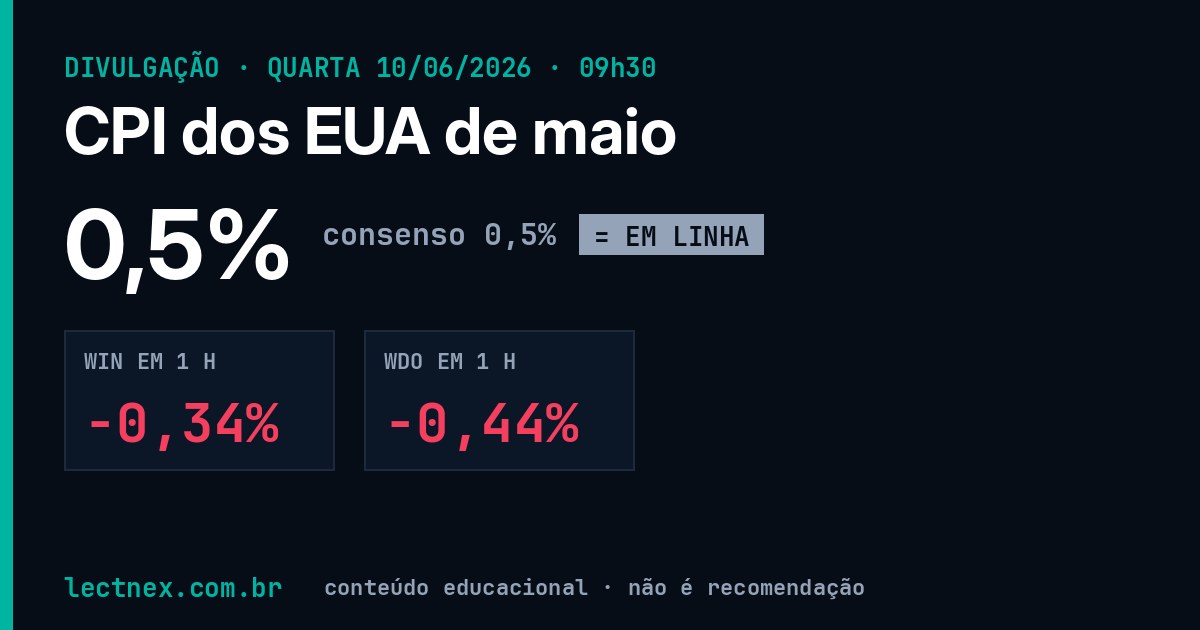 DIVULGAÇÃO · QUARTA 10/06/2026 · 09h30
CPI dos EUA de maio
0,5% consenso 0,5% = EM LINHA
WIN EM 1 H
-0,34%
WDO EM 1 H
-0,44%
lectnex.com.br conteúdo educacional · não é recomendação